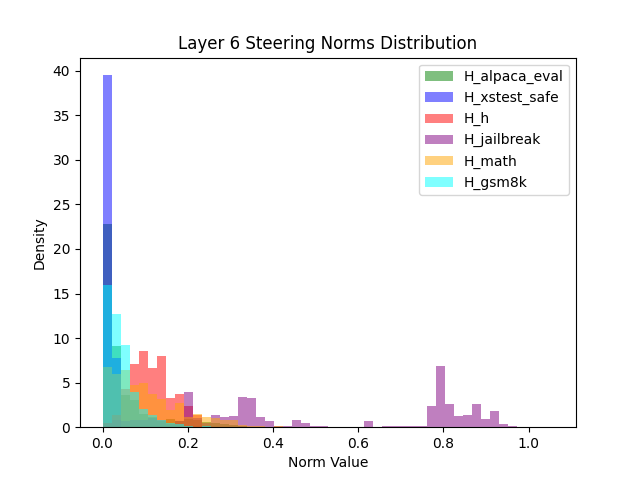 Layer 6 Steering Norms Distribution
H_alpaca_eval
H_xstest_safe
H_h
H_jailbreak
H_math
H_gsm8k
40
35
30
25
20
15
10
5
0
Density
0.0 0.2 0.4 0.6 0.8 1.0
Norm Value